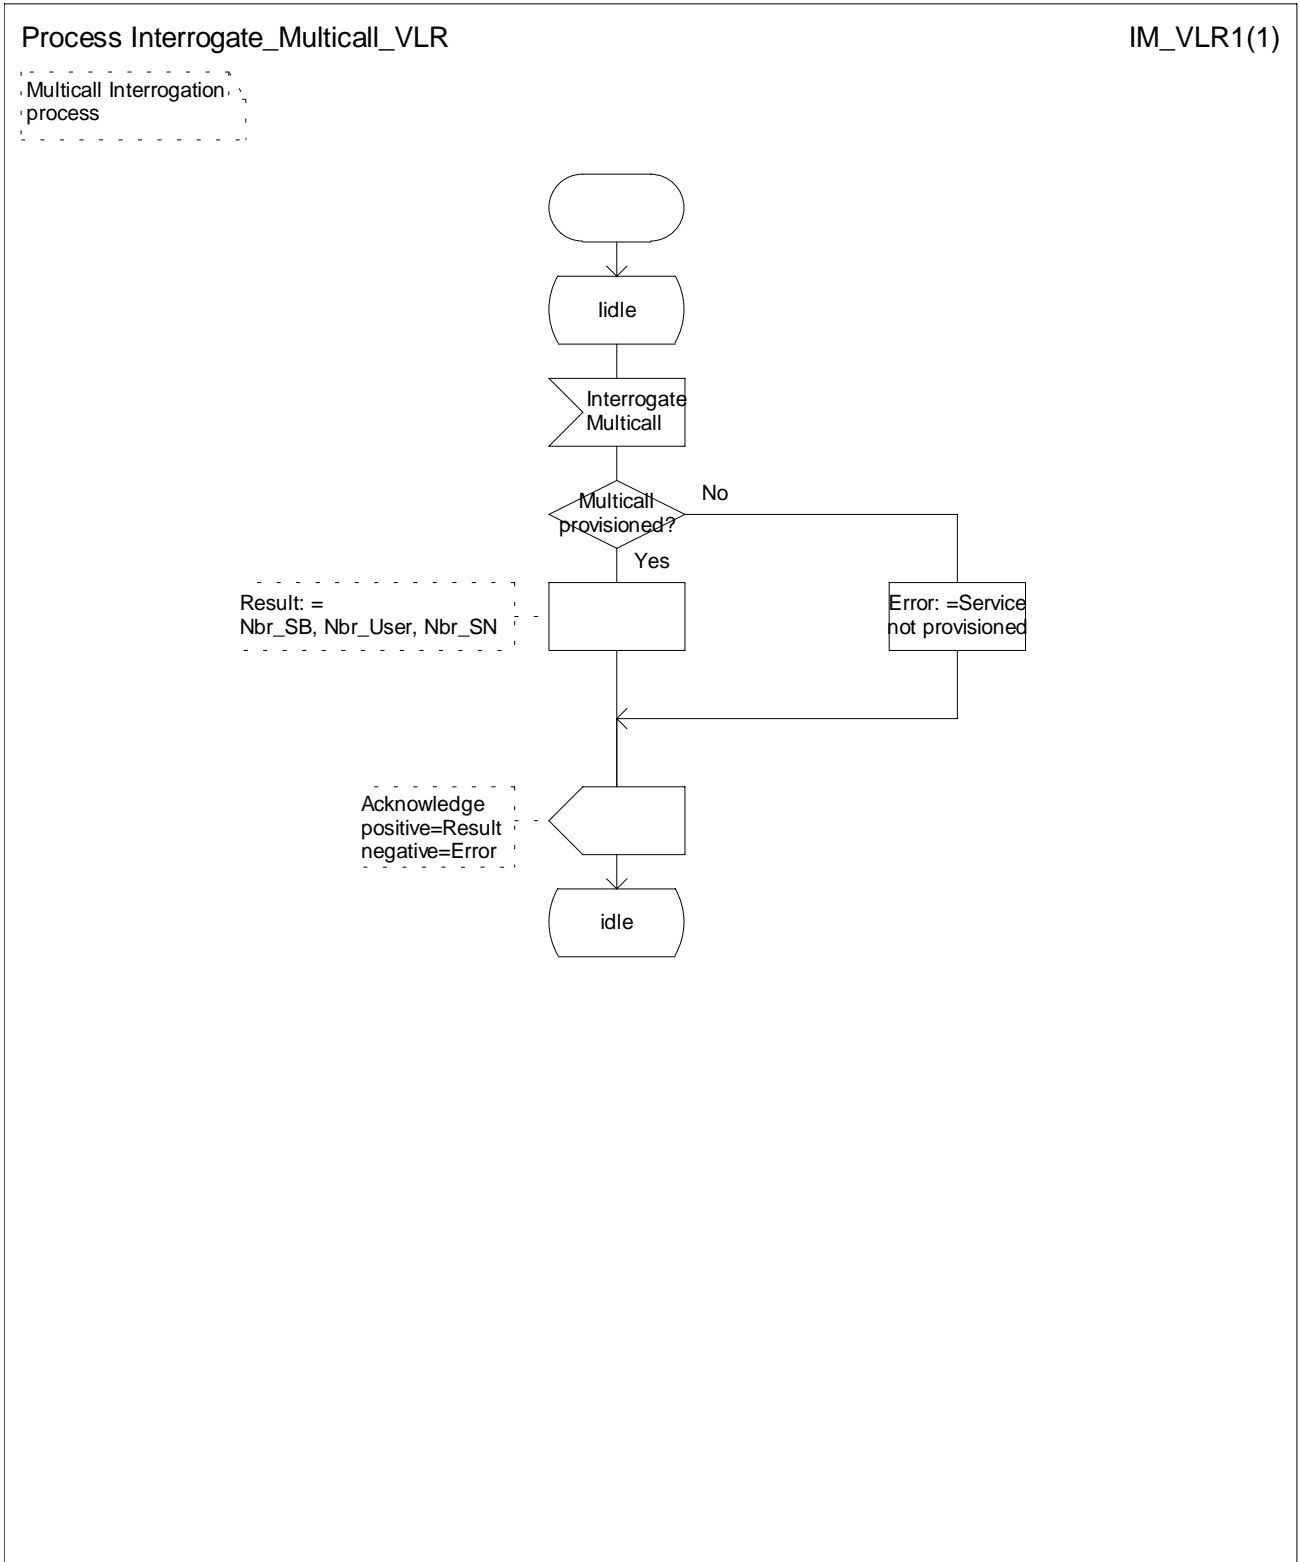 Process Interrogate_Multicall_VLR
IM_VLR1(1)
Multicall Interrogation
process
Iidle
Interrogate
Multicall
Multicall
provisioned?
No
Yes
Result: =
Nbr_SB, Nbr_User, Nbr_SN
Error: =Service
not provisioned
Acknowledge
positive=Result
negative=Error
idle